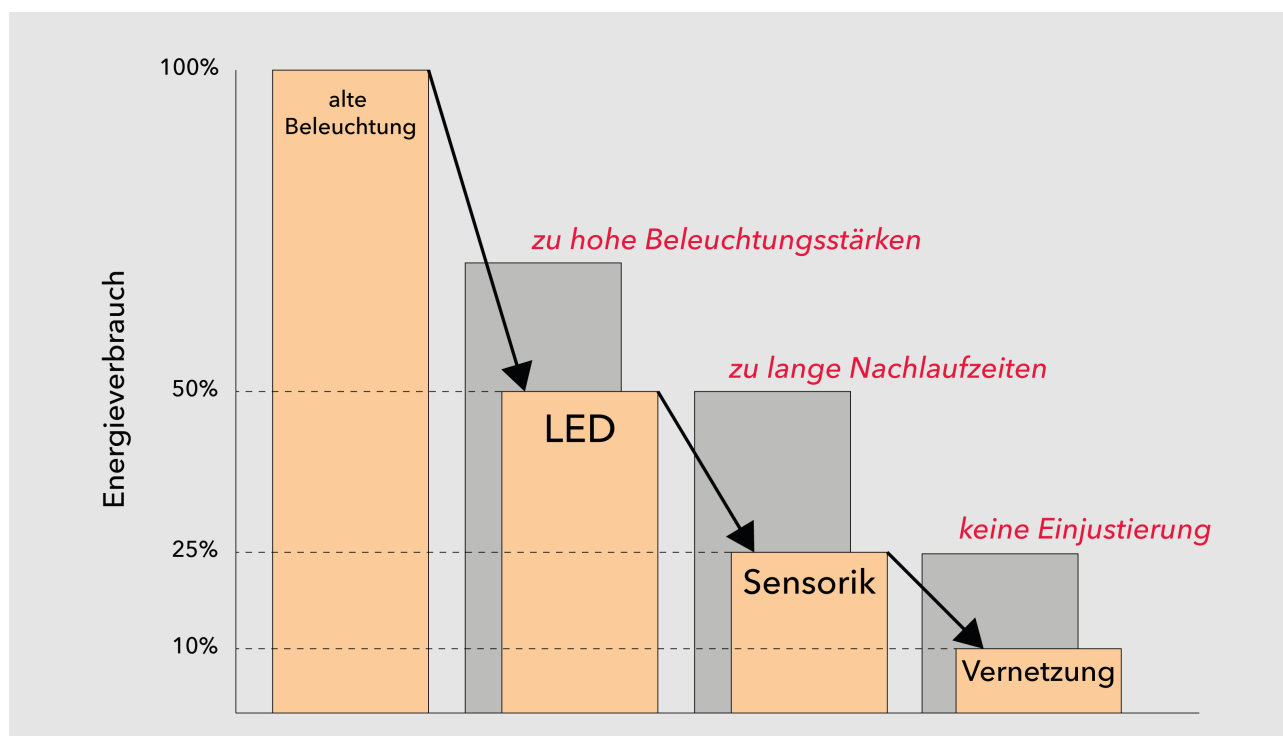 100%
alte
Beleuchtung
zu hohe Beleuchtungsstärken
zu lange Nachlaufzeiten
50%
LED
keine Einjustierung
25%
Sensorik
10%
Vernetzung
Energieverbrauch